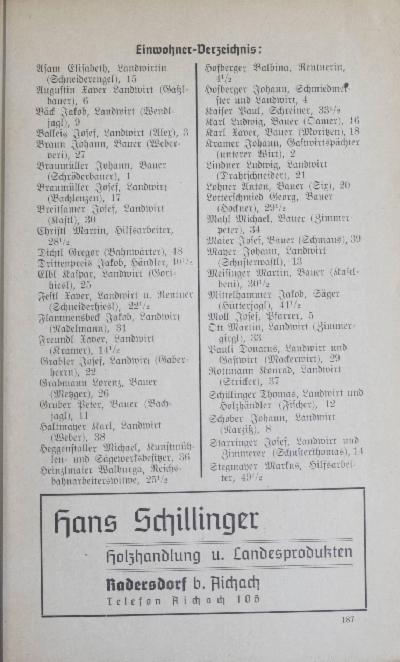 Einwohner-Verzeichnis:
Asam Elisabeth, Landwirtin
(Schneiderengel), 15
Augustin Xaver Landwirt (Gaßl-
bauer), 6
Bäck Jakob, Landwirt (Wendl-
jagl), 9
Balleis Josef, Landwirt (Alex), 3
Braun Johann, Bauer (Weber-
veri), 27
Braumüller Johann, Bauer
(Schröderbauer), 1
Braumüller Josef, Landwirt
(Bachlenzen), 17
Breitsamer Josef, Landwirt
(Kastl), 30
Christl Martin, Hilfsarbeiter,
28½
Dichtl Gregor (Bahnwärter), 48
Drittenpreis Jakob, Händler, 10½
Elbl Kaspar, Landwirt (Gori-
hiesl), 25
Festl Xaver, Landwirt u. Rentner
(Schneiderhiesl), 22½
Flammensbeck Jakob, Landwirt
(Nadelmann), 31
Freundl Xaver, Landwirt
(Kramer), 14½
Grabler Josef, Landwirt (Gaber-
herrn), 22
Grabmann Lorenz, Bauer
(Metzger), 26
Gruber Peter, Bauer (Bach-
jagl), 11
Haltmayer Karl, Landwirt
(Weber), 38
Heggenstaller Michael, Kunstmüh-
len- und Sägewerksbesitzer, 36
Heinzlmaier Walburga, Reichs-
bahnarbeiterswitwe, 25½
Hofberger Balbina, Rentnerin,
4½
Hofberger Johann, Schmiedmei-
ster und Landwirt, 4
Kaiser Paul, Schreiner, 33½
Karl Ludwig, Bauer (Damer), 16
Karl Xaver, Bauer (Moritzen), 18
Kramer Johann, Gastwirtspächter
(unterer Wirt), 2
Lindner Ludwig, Landwirt
(Drahtschneider), 21
Lohner Anton, Bauer (Six), 20
Lotterschmied Georg, Bauer
(Hockner), 29½
Mahl Michael, Bauer (Zimmer
peter), 34
Maier Josef, Bauer (Schmaus), 39
Mayer Johann, Landwirt
(Schusterwastl), 13
Meisinger Martin, Bauer (Kastl-
beni), 30½
Mittelhammer Jakob, Säger
(Hütterjagl), 41½
Moll Josef, Pfarrer, 5
Ott Martin, Landwirt (Zimmer-
girgl), 33
Pauli Donatus, Landwirt und
Gastwirt (Mockerwirt), 29
Rottmann Konrad, Landwirt
(Stricker), 37
Schillinger Thomas, Landwirt und
Holzhändler (Fischer), 12
Schober Johann, Landwirt
(Narziß), 8
Starringer Josef, Landwirt und
Zimmerer (Schusterthomas), 14
Stegmayer Markus, Hilfsarbei-
ter, 49½
Hans Schillinger
Holzhandlung u. Landesprodukten
Radersdorf b. Aichach
Telefon Aichach 105
187